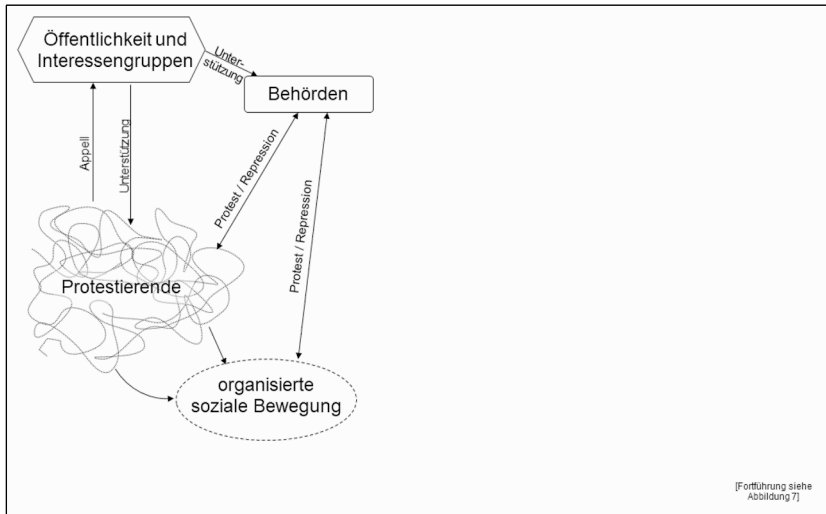 Öffentlichkeit und
Interessengruppen
Unter-
stützung
Behörden
Appell
Unterstützung
Protest / Repression
Protest / Repression
Protestierende
organisierte
soziale Bewegung
[Fortführung siehe
Abbildung 7]